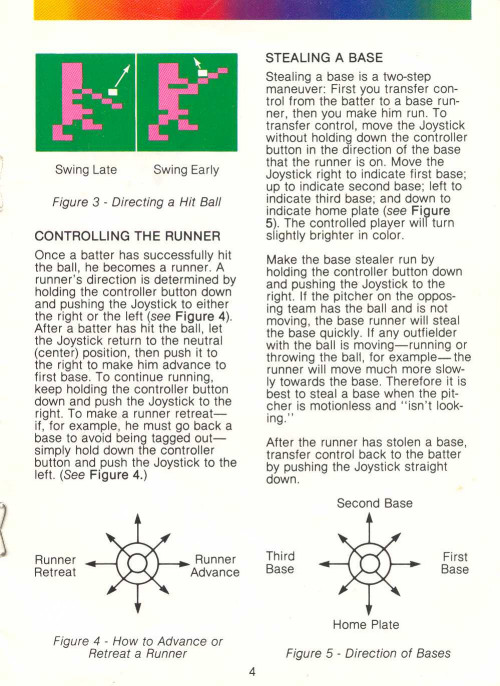 Swing Late
Swing Early
Figure 3 - Directing a Hit Ball
CONTROLLING THE RUNNER
Once a batter has successfully hit
the ball, he becomes a runner. A
runner's direction is determined by
holding the controller button down
and pushing the Joystick to either
the right or the left (see Figure 4).
After a batter has hit the ball, let
the Joystick return to the neutral
(center) position, then push it to
the right to make him advance to
first base. To continue running,
keep holding the controller button
down and push the Joystick to the
right. To make a runner retreat—
if, for example, he must go back a
base to avoid being tagged out—
simply hold down the controller
button and push the Joystick to the
left. (See Figure 4.)
Runner
Retreat
Runner
Advance
Figure 4 - How to Advance or
Retreat a Runner
STEALING A BASE
Stealing a base is a two-step
maneuver: First you transfer con-
trol from the batter to a base run-
ner, then you make him run. To
transfer control, move the Joystick
without holding down the controller
button in the direction of the base
that the runner is on. Move the
Joystick right to indicate first base;
up to indicate second base; left to
indicate third base; and down to
indicate home plate (see Figure
5). The controlled player will turn
slightly brighter in color.
Make the base stealer run by
holding the controller button down
and pushing the Joystick to the
right. If the pitcher on the oppos-
ing team has the ball and is not
moving, the base runner will steal
the base quickly. If any outfielder
with the ball is moving—running or
throwing the ball, for example—the
runner will move much more slow-
ly towards the base. Therefore it is
best to steal a base when the pit-
cher is motionless and "isn't look-
ing."
After the runner has stolen a base,
transfer control back to the batter
by pushing the Joystick straight
down.
Second Base
Third
Base
First
Base
Home Plate
Figure 5 - Direction of Bases
4